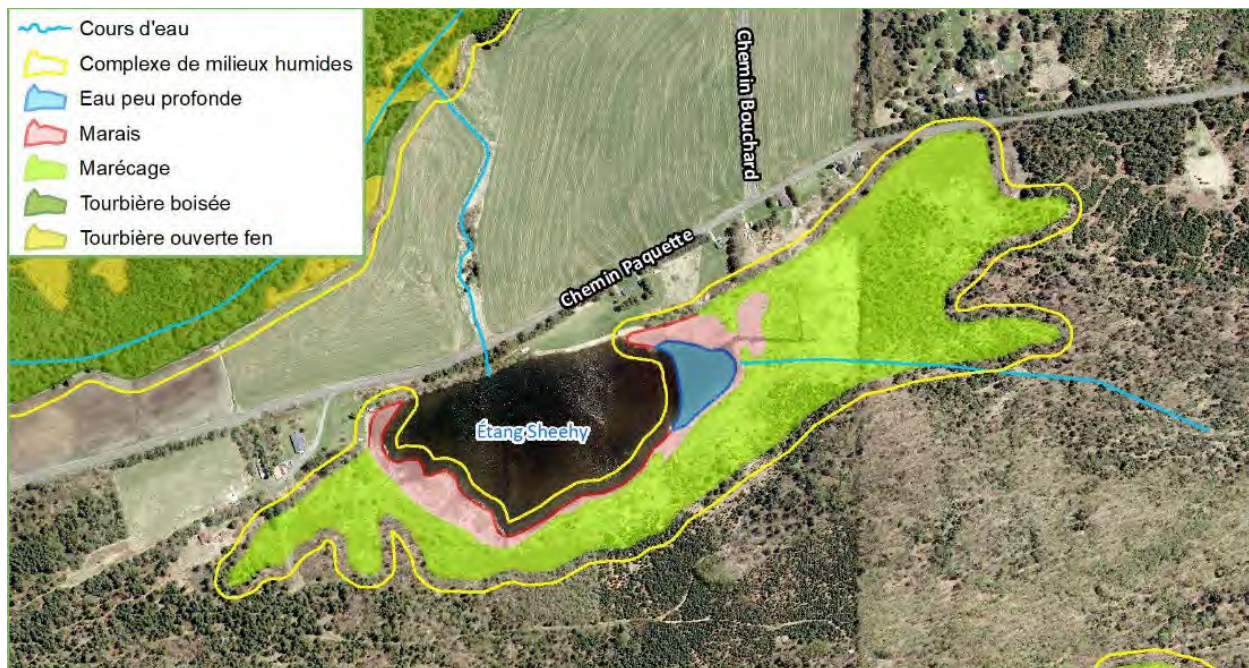 Cours d'eau
Complexe de milieux humides
Eau peu profonde
Marais
Marécage
Tourbière boisée
Tourbière ouverte fen
Chemin Bouchard
Chemin Paquette
Étang Sheehy